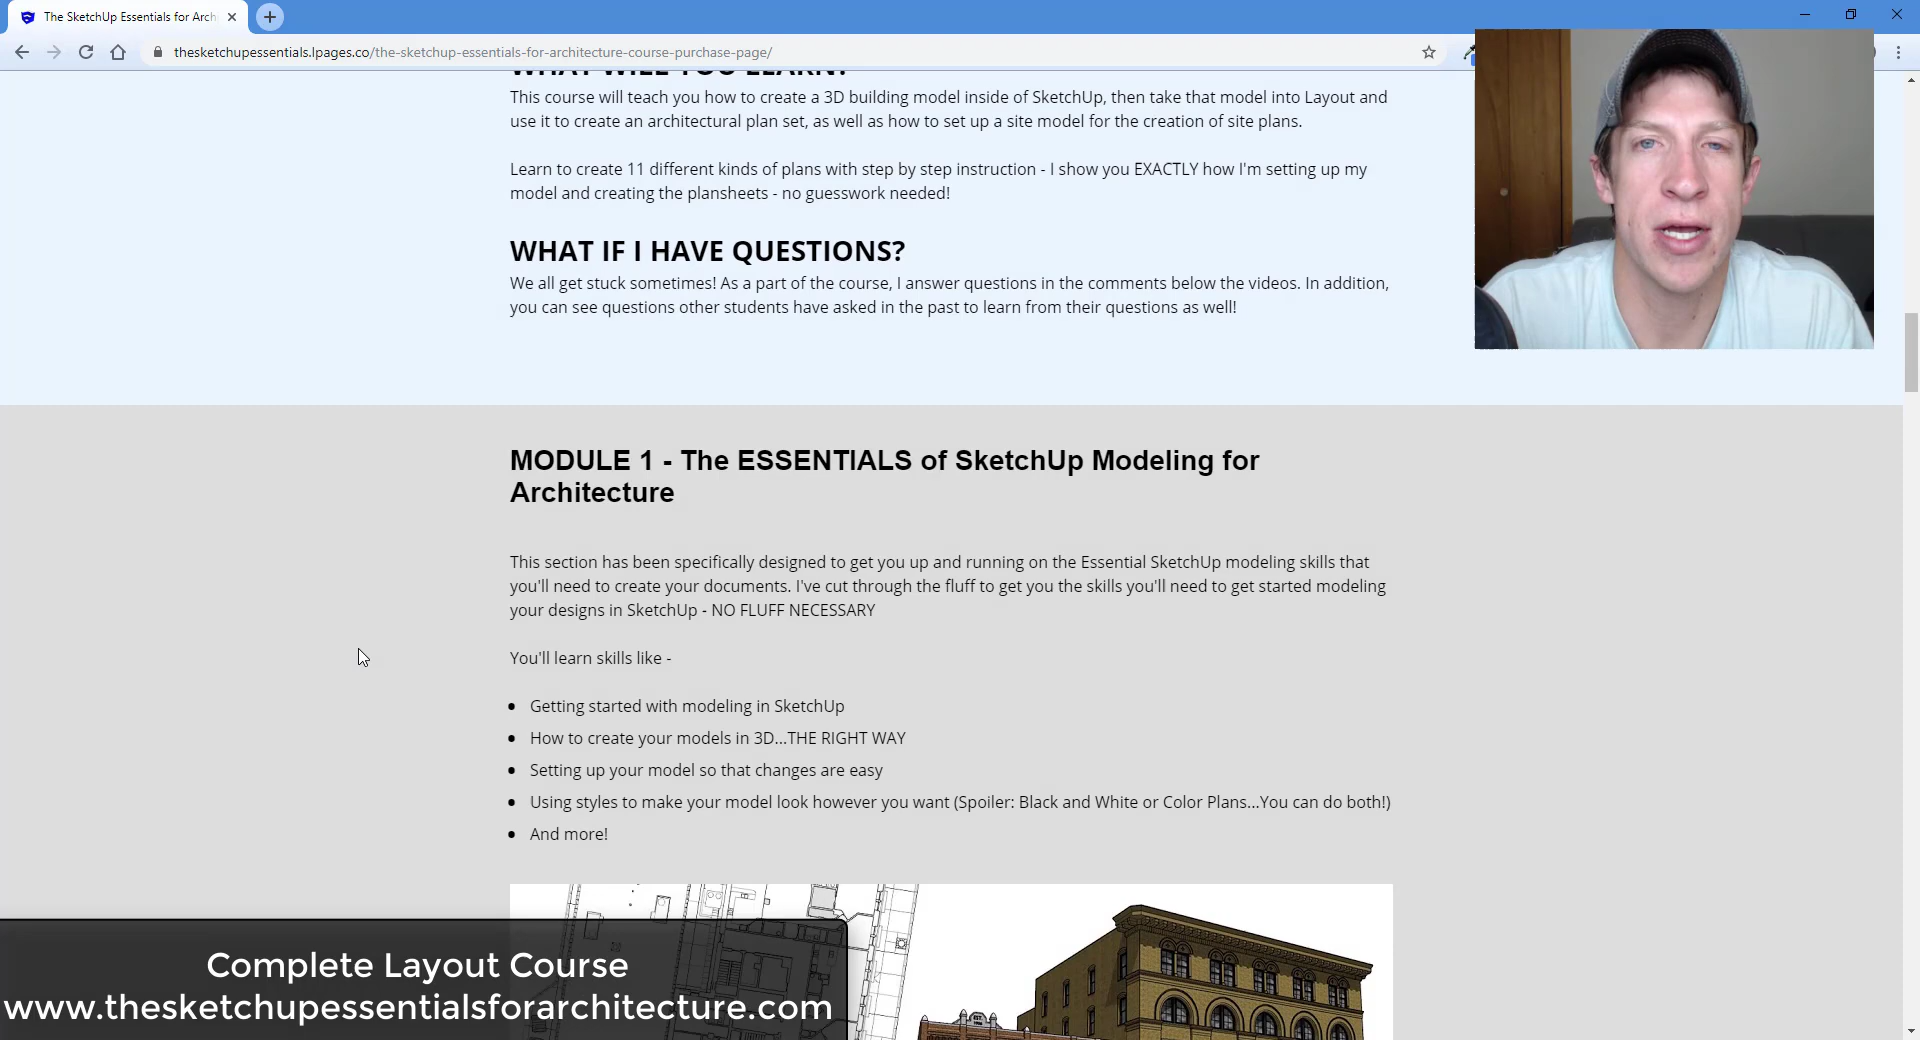 The SketchUp Essentials for Arch
thesketchupessentials.lpages.co/the-sketchup-essentials-for-architecture-course-purchase-page/
WHAT WILL YOU LEARN?
This course will teach you how to create a 3D building model inside of SketchUp, then take that model into Layout and
use it to create an architectural plan set, as well as how to set up a site model for the creation of site plans.
Learn to create 11 different kinds of plans with step by step instruction - I show you EXACTLY how I'm setting up my
model and creating the plansheets - no guesswork needed!
WHAT IF I HAVE QUESTIONS?
We all get stuck sometimes! As a part of the course, I answer questions in the comments below the videos. In addition,
you can see questions other students have asked in the past to learn from their questions as well!
MODULE 1 - The ESSENTIALS of SketchUp Modeling for
Architecture
This section has been specifically designed to get you up and running on the Essential SketchUp modeling skills that
you'll need to create your documents. I've cut through the fluff to get you the skills you'll need to get started modeling
your designs in SketchUp - NO FLUFF NECESSARY
You'll learn skills like -
• Getting started with modeling in SketchUp
• How to create your models in 3D...THE RIGHT WAY
• Setting up your model so that changes are easy
• Using styles to make your model look however you want (Spoiler: Black and White or Color Plans...You can do both!)
• And more!
Complete Layout Course
www.thesketchupessentialsforarchitecture.com